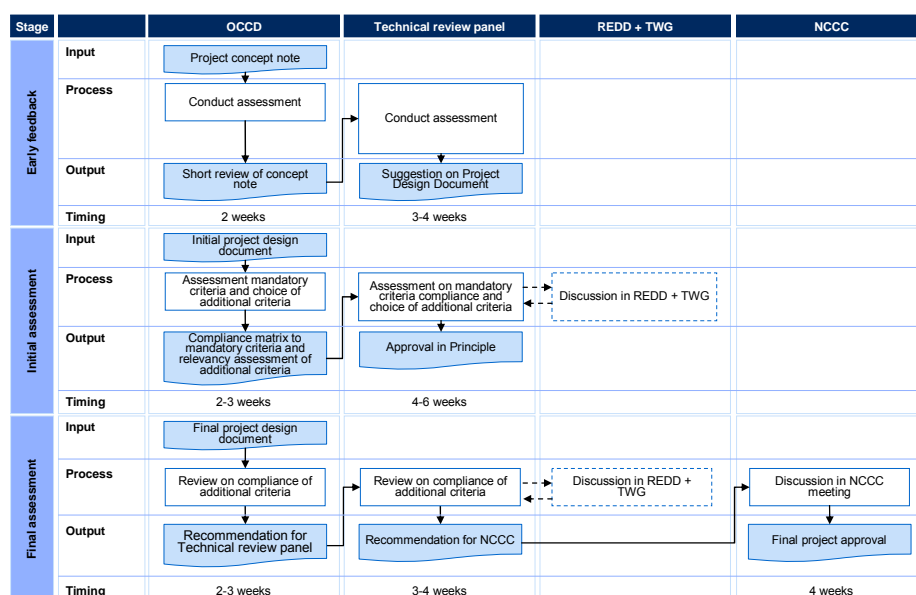 Stage OCCD Technical review panel REDD + TWG NCCC
Early feedback
Input
Project concept note
Process
Conduct assessment
Conduct assessment
Output
Short review of concept
note
Suggestion on Project
Design Document
Timing 2 weeks 3-4 weeks
Initial assessment
Input
Initial project design
document
Process
Assessment mandatory
criteria and choice of
additional criteria
Assessment on mandatory
criteria compliance and
choice of additional criteria
Discussion in REDD + TWG
Output
Compliance matrix to
mandatory criteria and
relevancy assessment of
additional criteria
Approval in Principle
Timing 2-3 weeks 4-6 weeks
Final assessment
Input
Final project design
document
Process
Review on compliance of
additional criteria
Review on compliance of
additional criteria
Discussion in REDD +
TWG
Discussion in NCCC
meeting
Output
Recommendation for
Technical review panel
Recommendation for NCCC
Final project approval
Timing 2-3 weeks 3-4 weeks 4 weeks